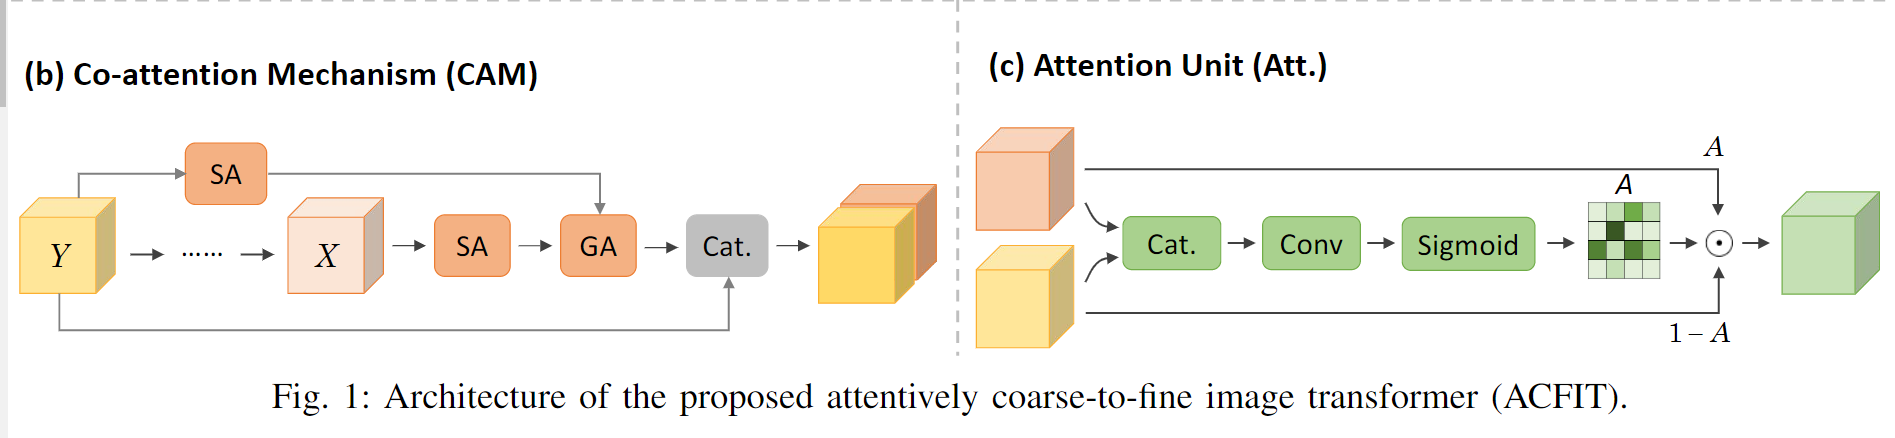 (b) Co-attention Mechanism (CAM)
SA
Y
......
X
SA
GA
Cat.
(c) Attention Unit (Att.)
A
A
Cat.
Conv
Sigmoid
1 – A
Fig. 1: Architecture of the proposed attentively coarse-to-fine image transformer (ACFIT).